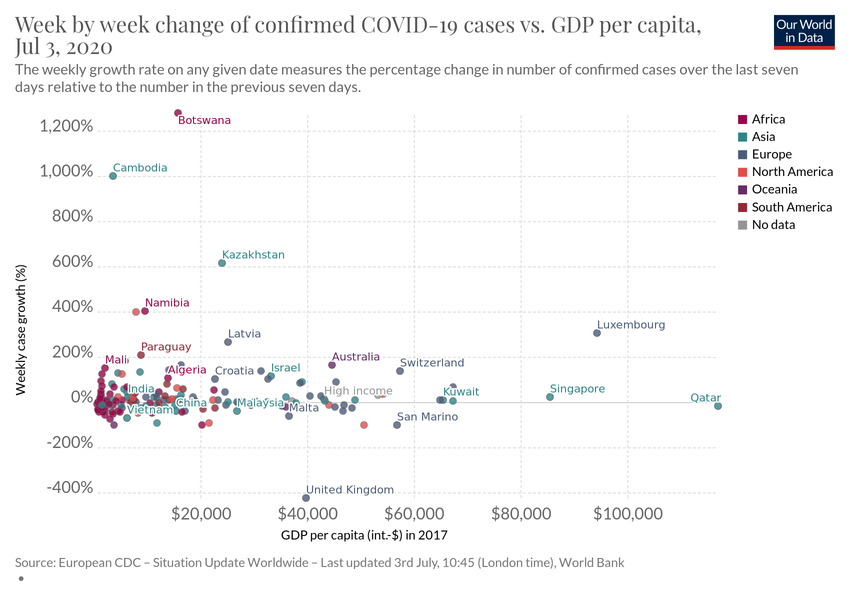 Week by week change of confirmed COVID-19 cases vs. GDP per capita,
Jul 3, 2020
Our World
in Data
The weekly growth rate on any given date measures the percentage change in number of confirmed cases over the last seven
days relative to the number in the previous seven days.
1,200%
1,000%
800%
600%
400%
200%
0%
-200%
-400%
Weekly case growth (%)
Botswana
Cambodia
Kazakhstan
Namibia
Luxembourg
Latvia
Paraguay
Australia
Mali
Algeria
Croatia
Israel
Switzerland
India
High income
Kuwait
Singapore
Qatar
Vietnam
China
Malaysia
Malta
San Marino
United Kingdom
$20,000
$40,000
$60,000
$80,000
$100,000
GDP per capita (int.-$) in 2017
Africa
Asia
Europe
North America
Oceania
South America
No data
Source: European CDC – Situation Update Worldwide – Last updated 3rd July, 10:45 (London time), World Bank